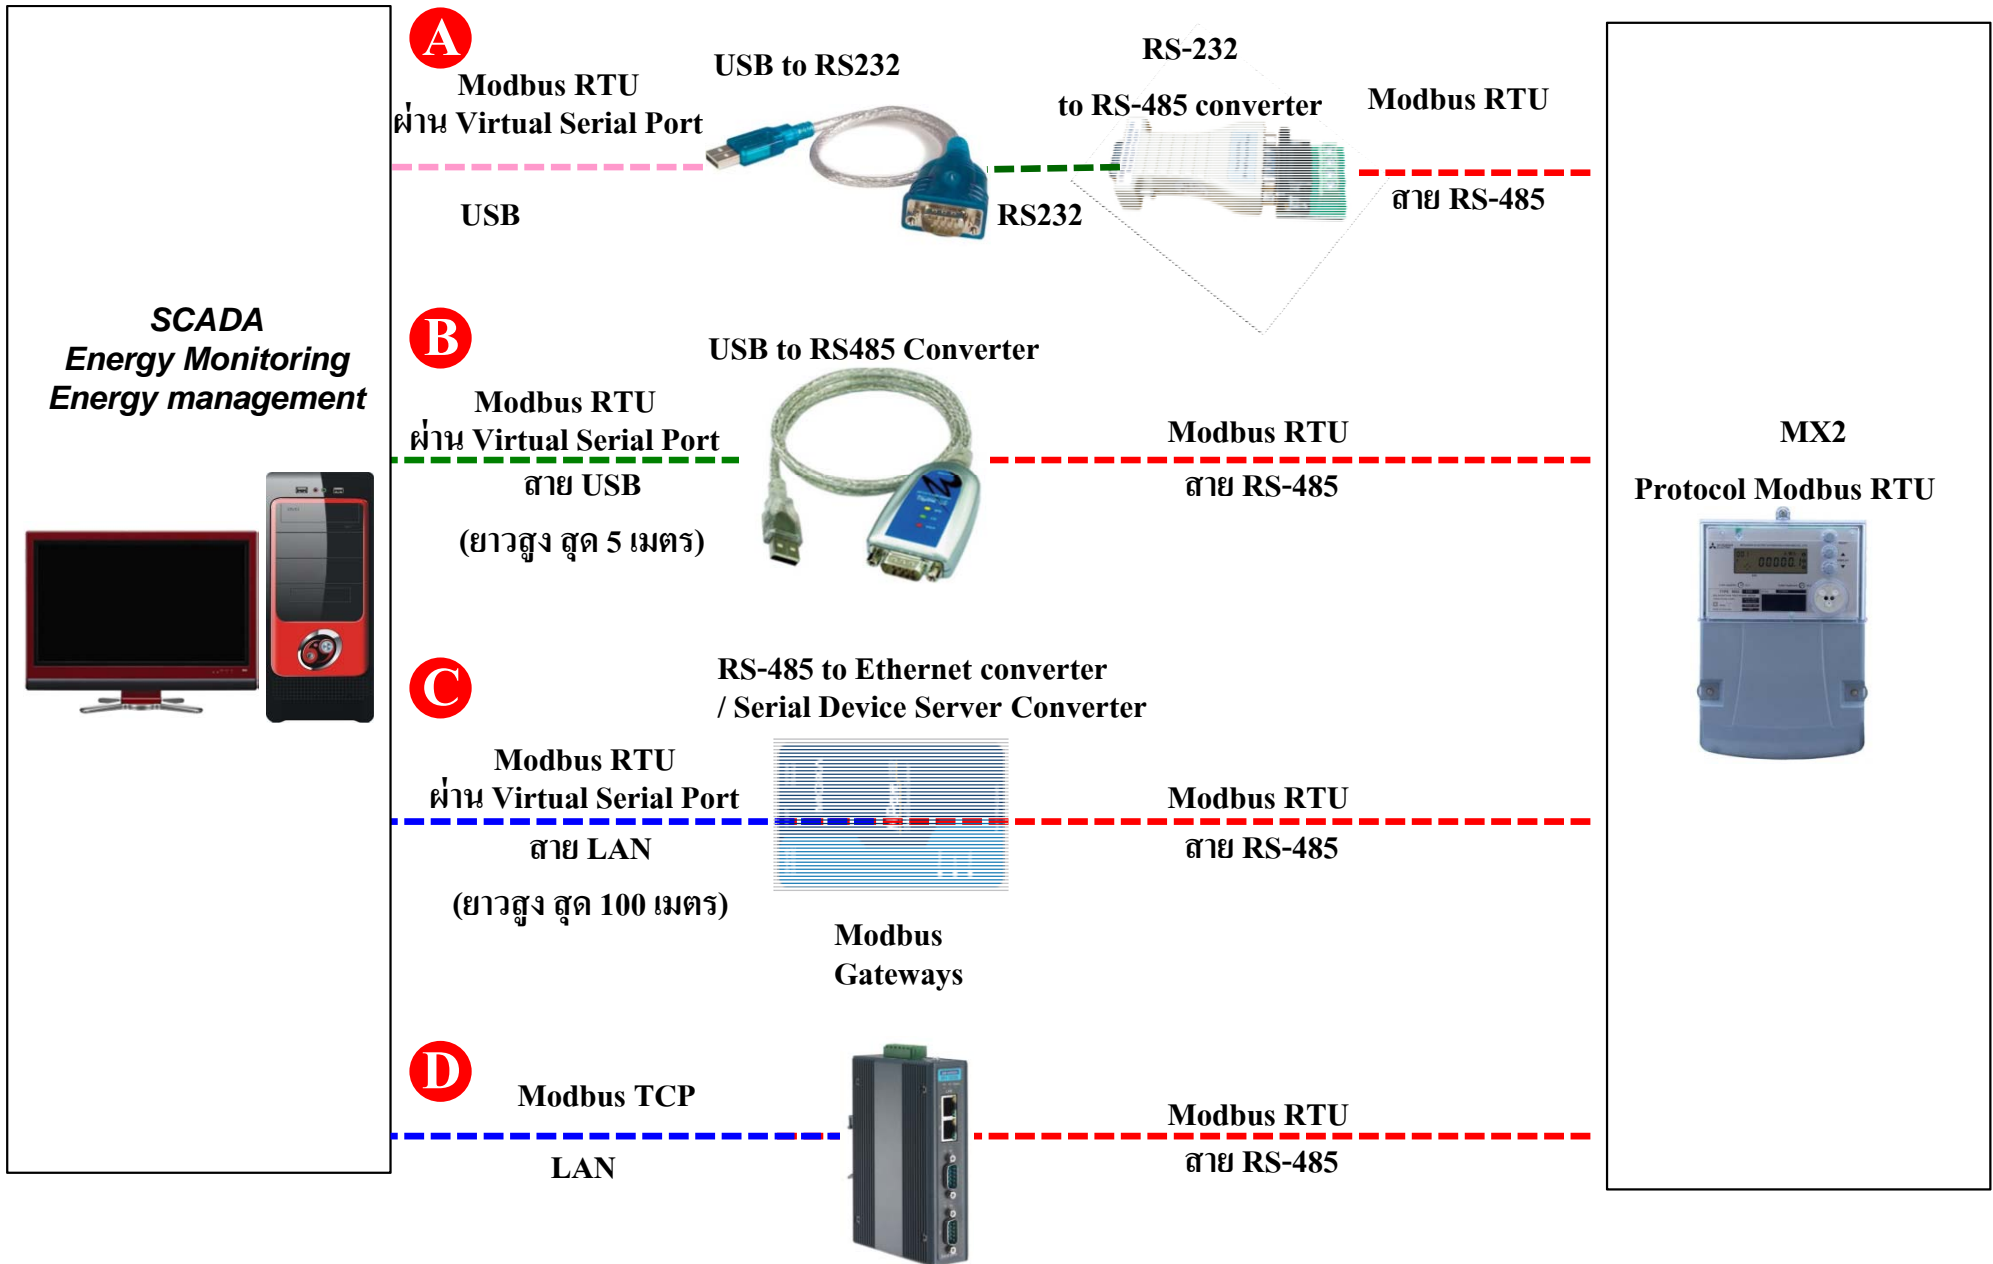 SCADA
Energy Monitoring
Energy management
A
Modbus RTU
ผ่าน Virtual Serial Port
USB
USB to RS232
RS232
RS-232
to RS-485 converter
Modbus RTU
สาย RS-485
B
Modbus RTU
ผ่าน Virtual Serial Port
สาย USB
(ยาวสูง สุด 5 เมตร)
USB to RS485 Converter
Modbus RTU
สาย RS-485
C
Modbus RTU
ผ่าน Virtual Serial Port
สาย LAN
(ยาวสูง สุด 100 เมตร)
RS-485 to Ethernet converter
/ Serial Device Server Converter
Modbus RTU
สาย RS-485
D
Modbus TCP
LAN
Modbus
Gateways
Modbus RTU
สาย RS-485
MX2
Protocol Modbus RTU
00000.1